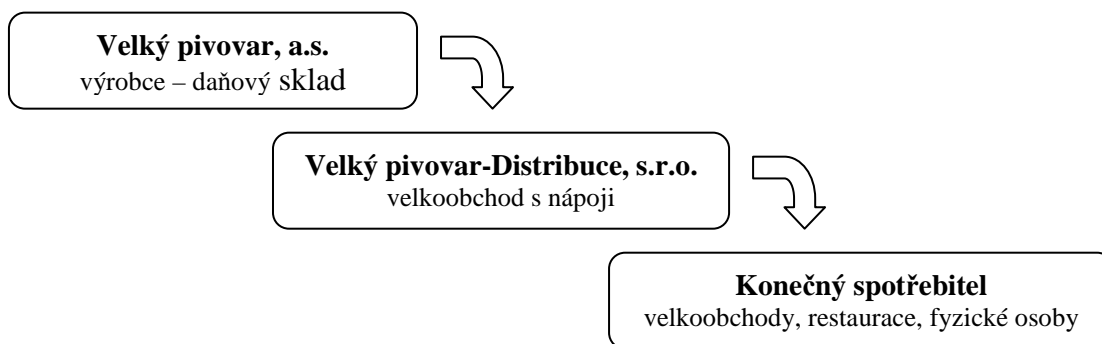 Velký pivovar, a.s.
výrobce – daňový sklad
Velký pivovar-Distribuce, s.r.o.
velkoobchod s nápoji
Konečný spotřebitel
velkoobchody, restaurace, fyzické osoby